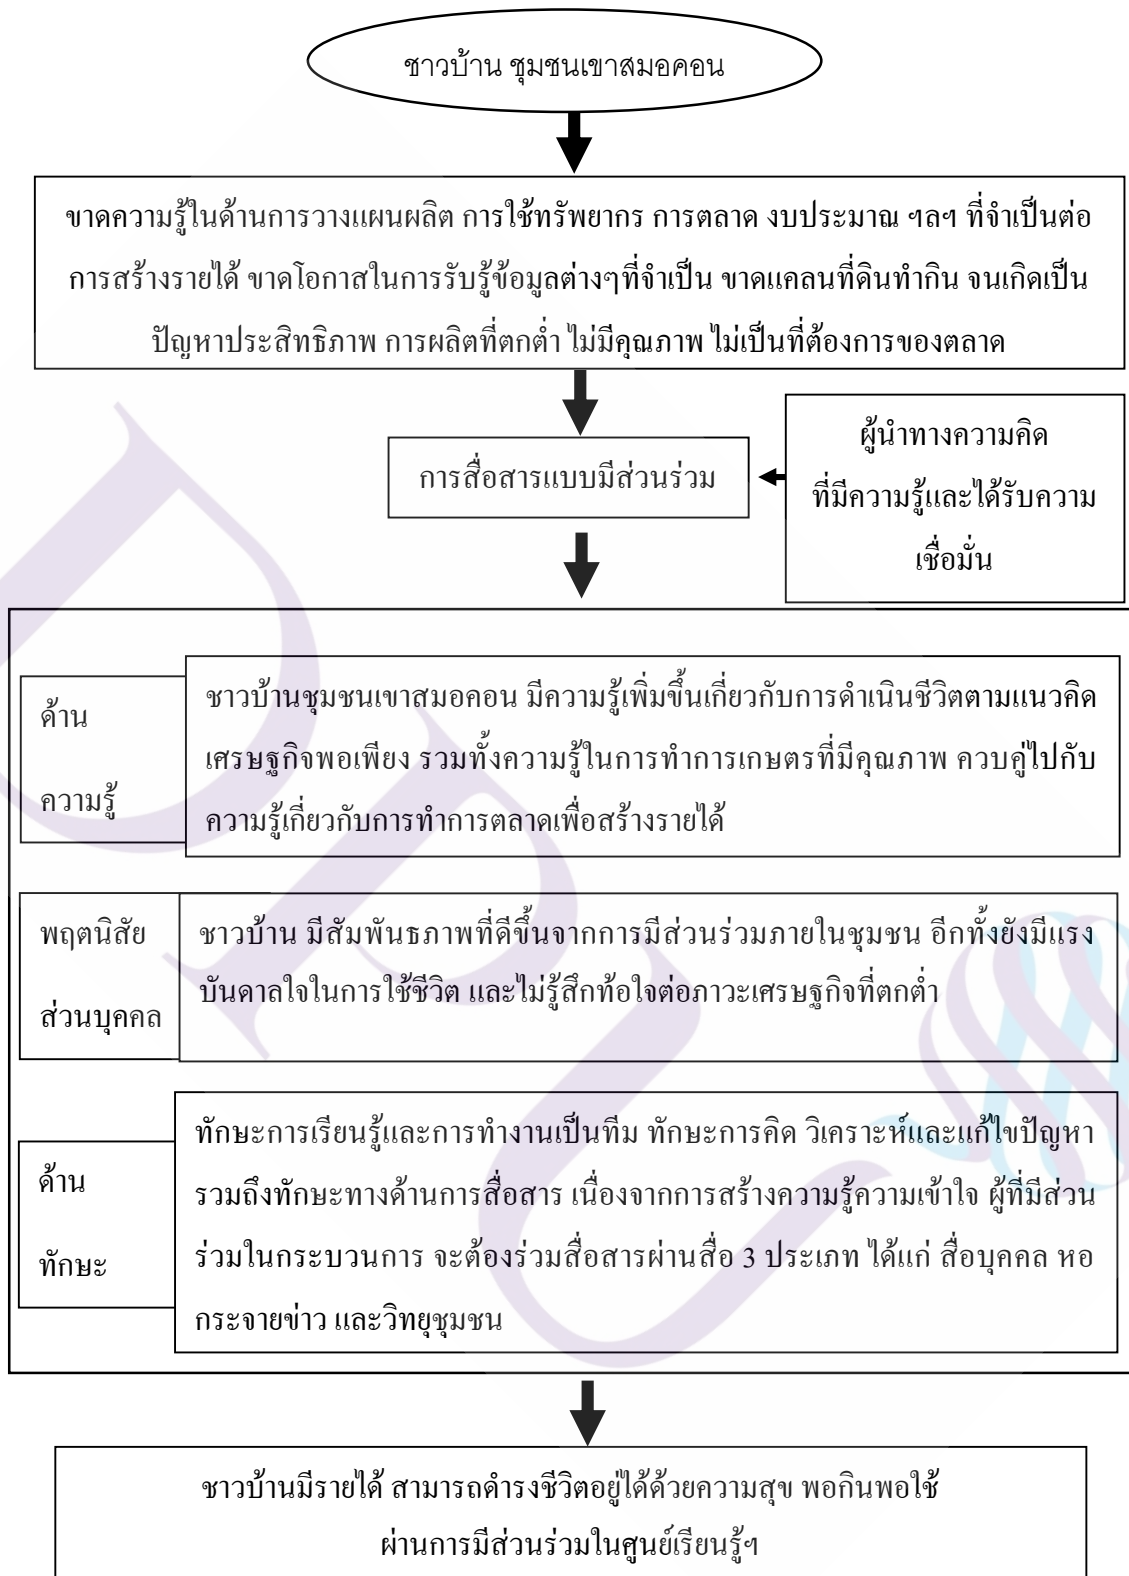 ชาวบ้าน ชุมชนเขาสมอคอน
ขาดความรู้ในด้านการวางแผนผลิต การใช้ทรัพยากร การตลาด งบประมาณ ฯลฯ ที่จำเป็นต่อ
การสร้างรายได้ ขาดโอกาสในการรับรู้ข้อมูลต่างๆที่จำเป็น ขาดแคลนที่ดินทำกิน จนเกิดเป็น
ปัญหาประสิทธิภาพ การผลิตที่ตกต่ำ ไม่มีคุณภาพ ไม่เป็นที่ต้องการของตลาด
การสื่อสารแบบมีส่วนร่วม
ผู้นำทางความคิด
ที่มีความรู้และได้รับความ
เชื่อมั่น
ด้าน
ความรู้
ชาวบ้านชุมชนเขาสมอคอน มีความรู้เพิ่มขึ้นเกี่ยวกับการดำเนินชีวิตตามแนวคิด
เศรษฐกิจพอเพียง รวมทั้งความรู้ในการทำการเกษตรที่มีคุณภาพ ควบคู่ไปกับ
ความรู้เกี่ยวกับการทำการตลาดเพื่อสร้างรายได้
พฤตนิสัย
ส่วนบุคคล
ชาวบ้าน มีสัมพันธภาพที่ดีขึ้นจากการมีส่วนร่วมภายในชุมชน อีกทั้งยังมีแรง
บันดาลใจในการใช้ชีวิต และไม่รู้สึกท้อใจต่อภาวะเศรษฐกิจที่ตกต่ำ
ด้าน
ทักษะ
ทักษะการเรียนรู้และการทำงานเป็นทีม ทักษะการคิด วิเคราะห์และแก้ไขปัญหา
รวมถึงทักษะทางด้านการสื่อสาร เนื่องจากการสร้างความรู้ความเข้าใจ ผู้ที่มีส่วน
ร่วมในกระบวนการ จะต้องร่วมสื่อสารผ่านสื่อ 3 ประเภท ได้แก่ สื่อบุคคล หอ
กระจายข่าว และวิทยุชุมชน
ชาวบ้านมีรายได้ สามารถดำรงชีวิตอยู่ได้ด้วยความสุข พอกินพอใช้
ผ่านการมีส่วนร่วมในศูนย์เรียนรู้ฯ
DPU